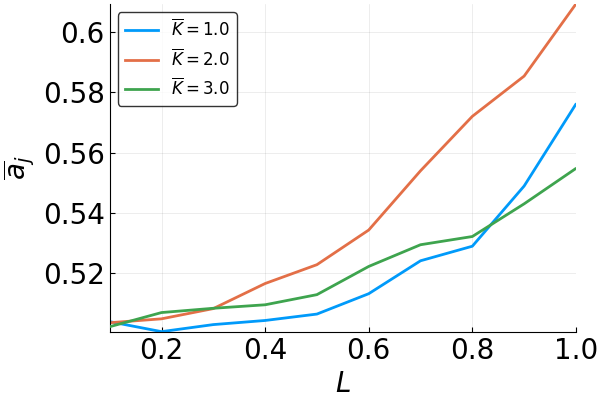 K̅ = 1.0
K̅ = 2.0
K̅ = 3.0
0.6
0.58
0.56
0.54
0.52
a̅ⱼ
0.2 0.4 0.6 0.8 1.0
L